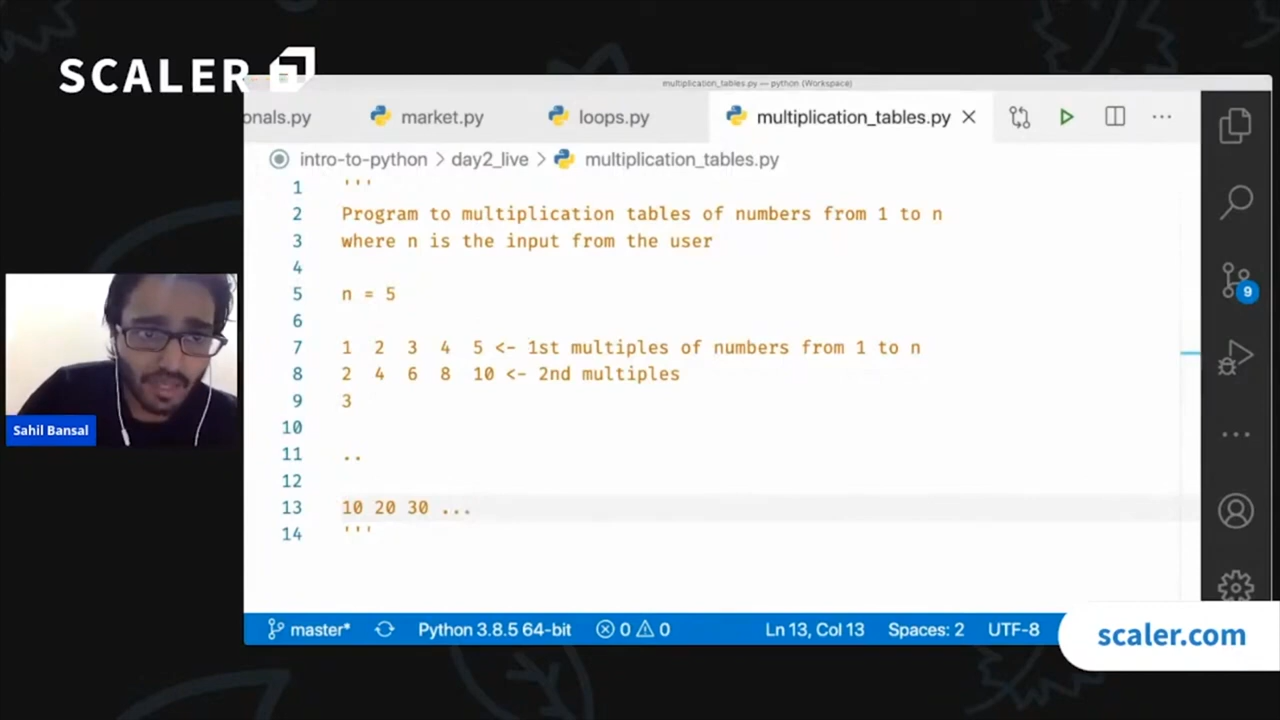 SCALER
multiplication_tables.py — python (Workspace)
onals.py market.py loops.py multiplication_tables.py
intro-to-python > day2_live > multiplication_tables.py
1 '''
2 Program to multiplication tables of numbers from 1 to n
3 where n is the input from the user
4
5 n = 5
6
7 1 2 3 4 5 <- 1st multiples of numbers from 1 to n
8 2 4 6 8 10 <- 2nd multiples
9 3
10
11 ..
12
13 10 20 30 ...
14 '''
9
Sahil Bansal
master* Python 3.8.5 64-bit 0 0 Ln 13, Col 13 Spaces: 2 UTF-8
scaler.com